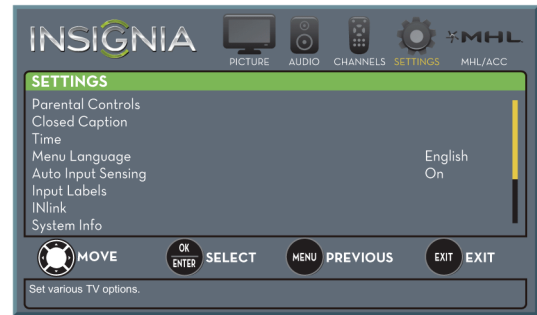 INSIGNIA
PICTURE AUDIO CHANNELS SETTINGS MHL/ACC
MHL
SETTINGS
Parental Controls
Closed Caption
Time
Menu Language English
Auto Input Sensing On
Input Labels
INlink
System Info
MOVE OK ENTER SELECT MENU PREVIOUS EXIT EXIT
Set various TV options.